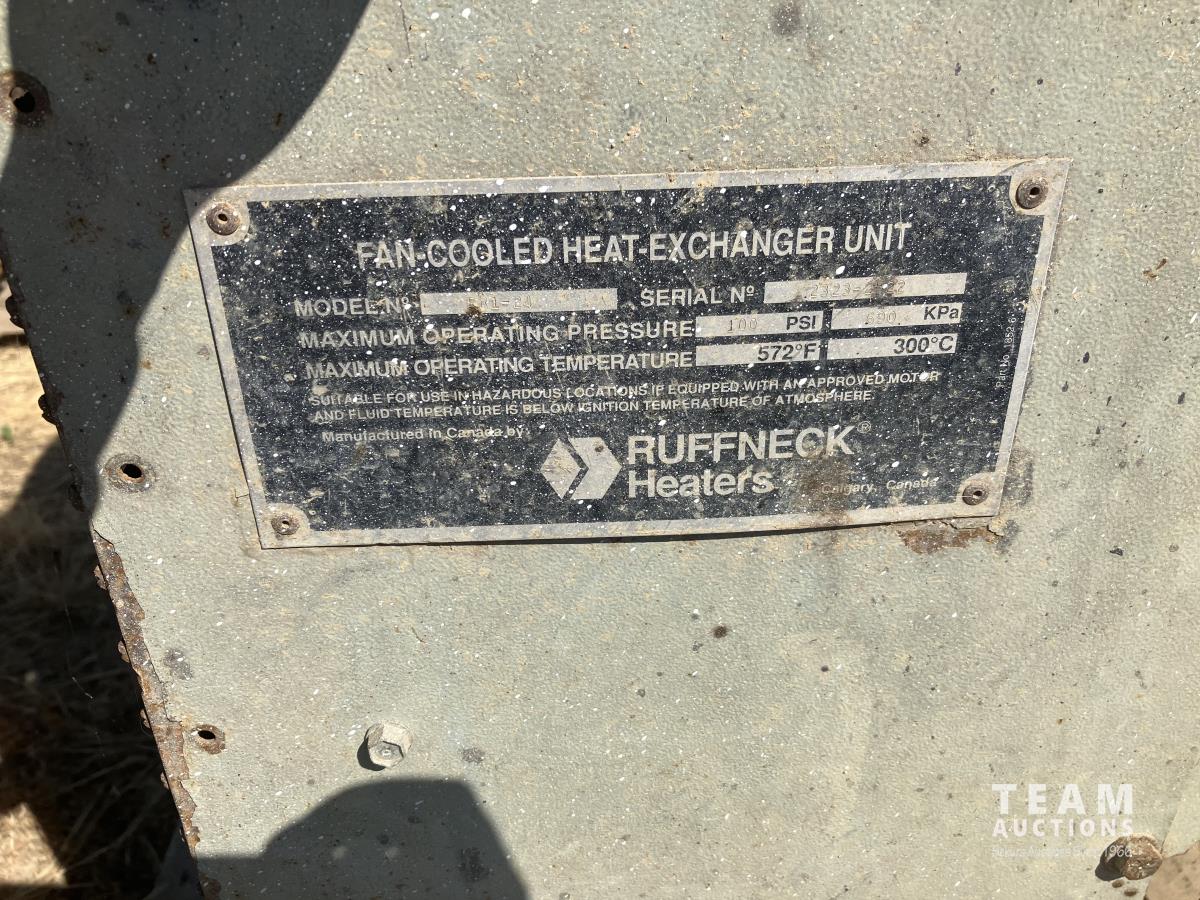 FAN-COOLED HEAT-EXCHANGER UNIT
MODEL Nº SERIAL Nº
MAXIMUM OPERATING PRESSURE 100 PSI 690 KPa
MAXIMUM OPERATING TEMPERATURE 572°F 300°C
SUITABLE FOR USE IN HAZARDOUS LOCATIONS IF EQUIPPED WITH AN APPROVED MOTOR
AND FLUID TEMPERATURE IS BELOW IGNITION TEMPERATURE OF ATMOSPHERE.
Manufactured in Canada by:
RUFFNECK®
Heaters
Calgary, Canada
TEAM
AUCTIONS